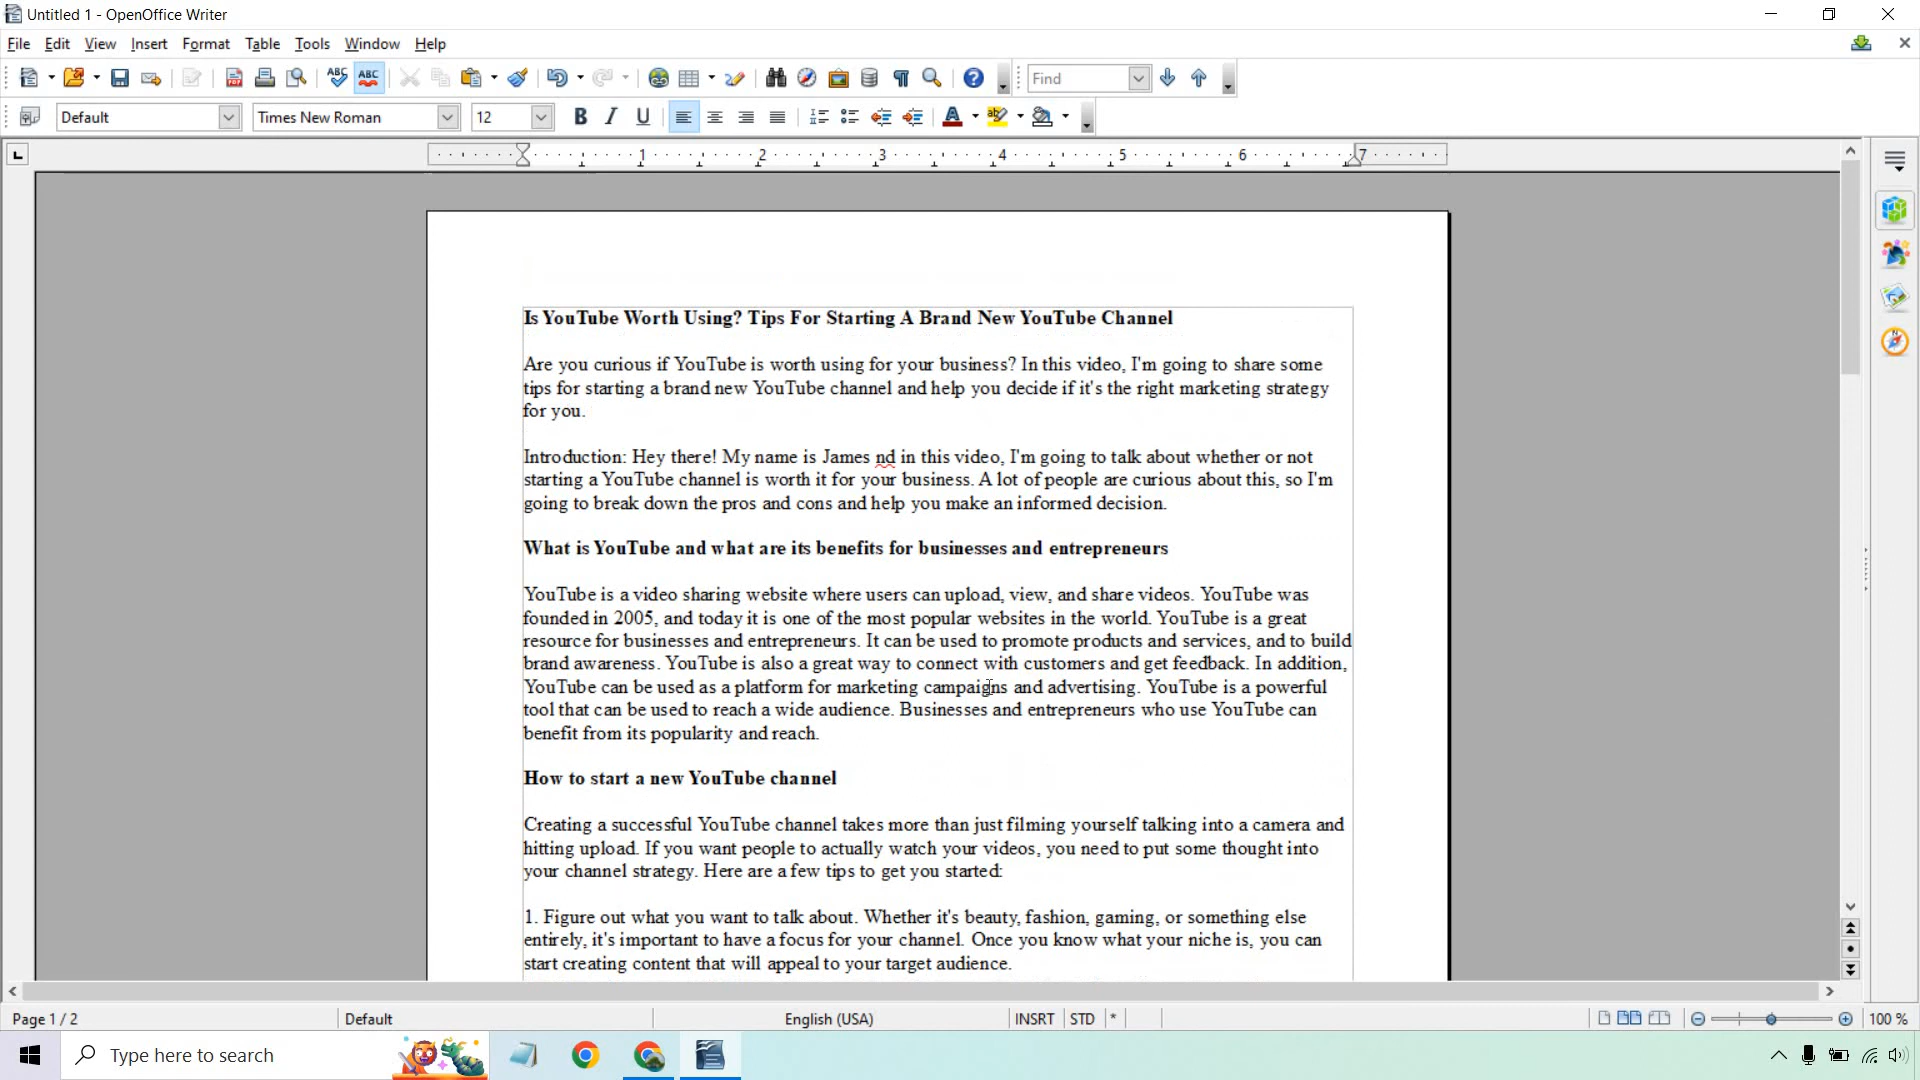 Untitled 1 - OpenOffice Writer
File Edit View Insert Format Table Tools Window Help
ABC ABC Find
Default Times New Roman 12 B I U A
1 2 3 4 5 6 7
Is YouTube Worth Using? Tips For Starting A Brand New YouTube Channel
Are you curious if YouTube is worth using for your business? In this video, I'm going to share some
tips for starting a brand new YouTube channel and help you decide if it's the right marketing strategy
for you.
Introduction: Hey there! My name is James nd in this video, I'm going to talk about whether or not
starting a YouTube channel is worth it for your business. A lot of people are curious about this, so I'm
going to break down the pros and cons and help you make an informed decision.
What is YouTube and what are its benefits for businesses and entrepreneurs
YouTube is a video sharing website where users can upload, view, and share videos. YouTube was
founded in 2005, and today it is one of the most popular websites in the world. YouTube is a great
resource for businesses and entrepreneurs. It can be used to promote products and services, and to build
brand awareness. YouTube is also a great way to connect with customers and get feedback. In addition,
YouTube can be used as a platform for marketing campaigns and advertising. YouTube is a powerful
tool that can be used to reach a wide audience. Businesses and entrepreneurs who use YouTube can
benefit from its popularity and reach.
How to start a new YouTube channel
Creating a successful YouTube channel takes more than just filming yourself talking into a camera and
hitting upload. If you want people to actually watch your videos, you need to put some thought into
your channel strategy. Here are a few tips to get you started:
1. Figure out what you want to talk about. Whether it's beauty, fashion, gaming, or something else
entirely, it's important to have a focus for your channel. Once you know what your niche is, you can
start creating content that will appeal to your target audience.
Page 1 / 2 Default English (USA) INSRT STD * 100 %
Type here to search